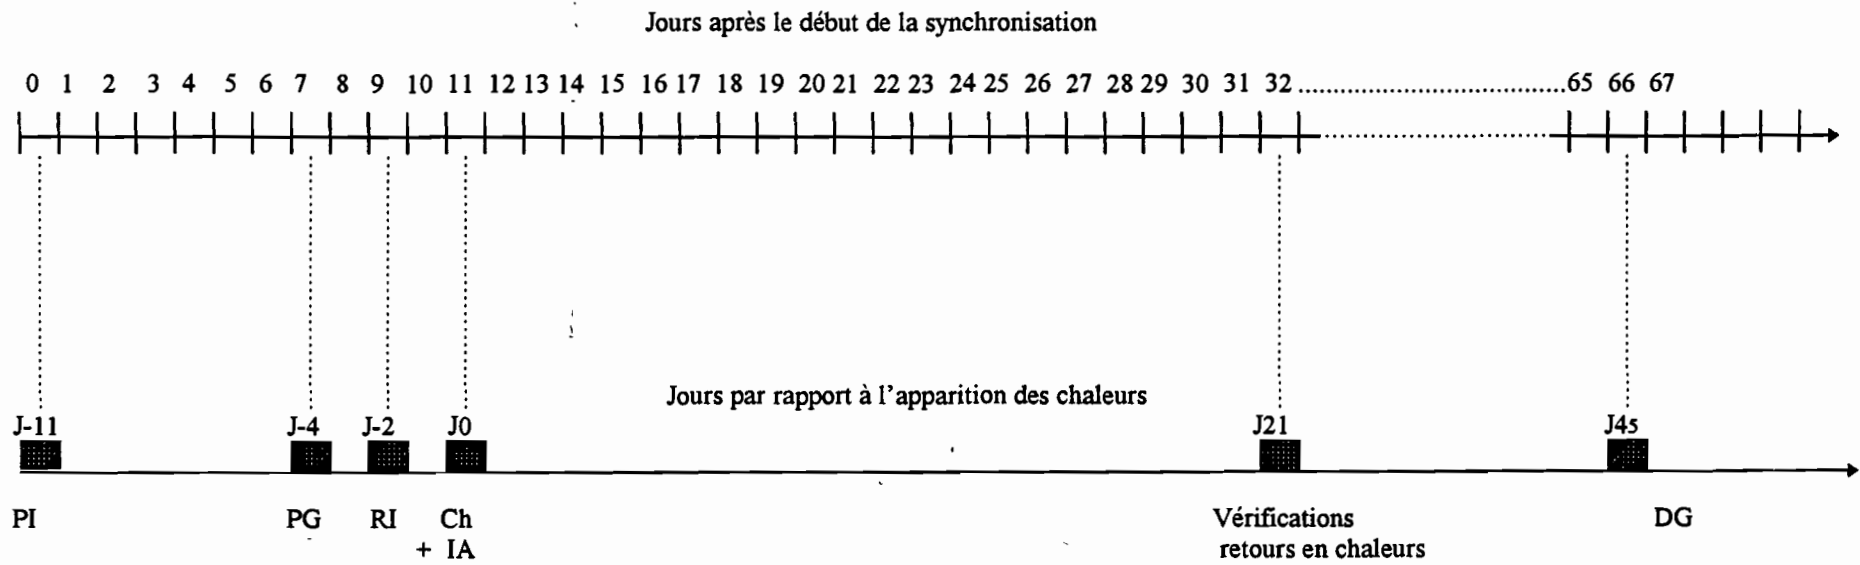 Jours après le début de la synchronisation
0 1 2 3 4 5 6 7 8 9 10 11 12 13 14 15 16 17 18 19 20 21 22 23 24 25 26 27 28 29 30 31 32 ................................65 66 67
Jours par rapport à l'apparition des chaleurs
J-11 J-4 J-2 J0 J21 J45
PI PG RI Ch Vérifications DG
+ IA retours en chaleurs